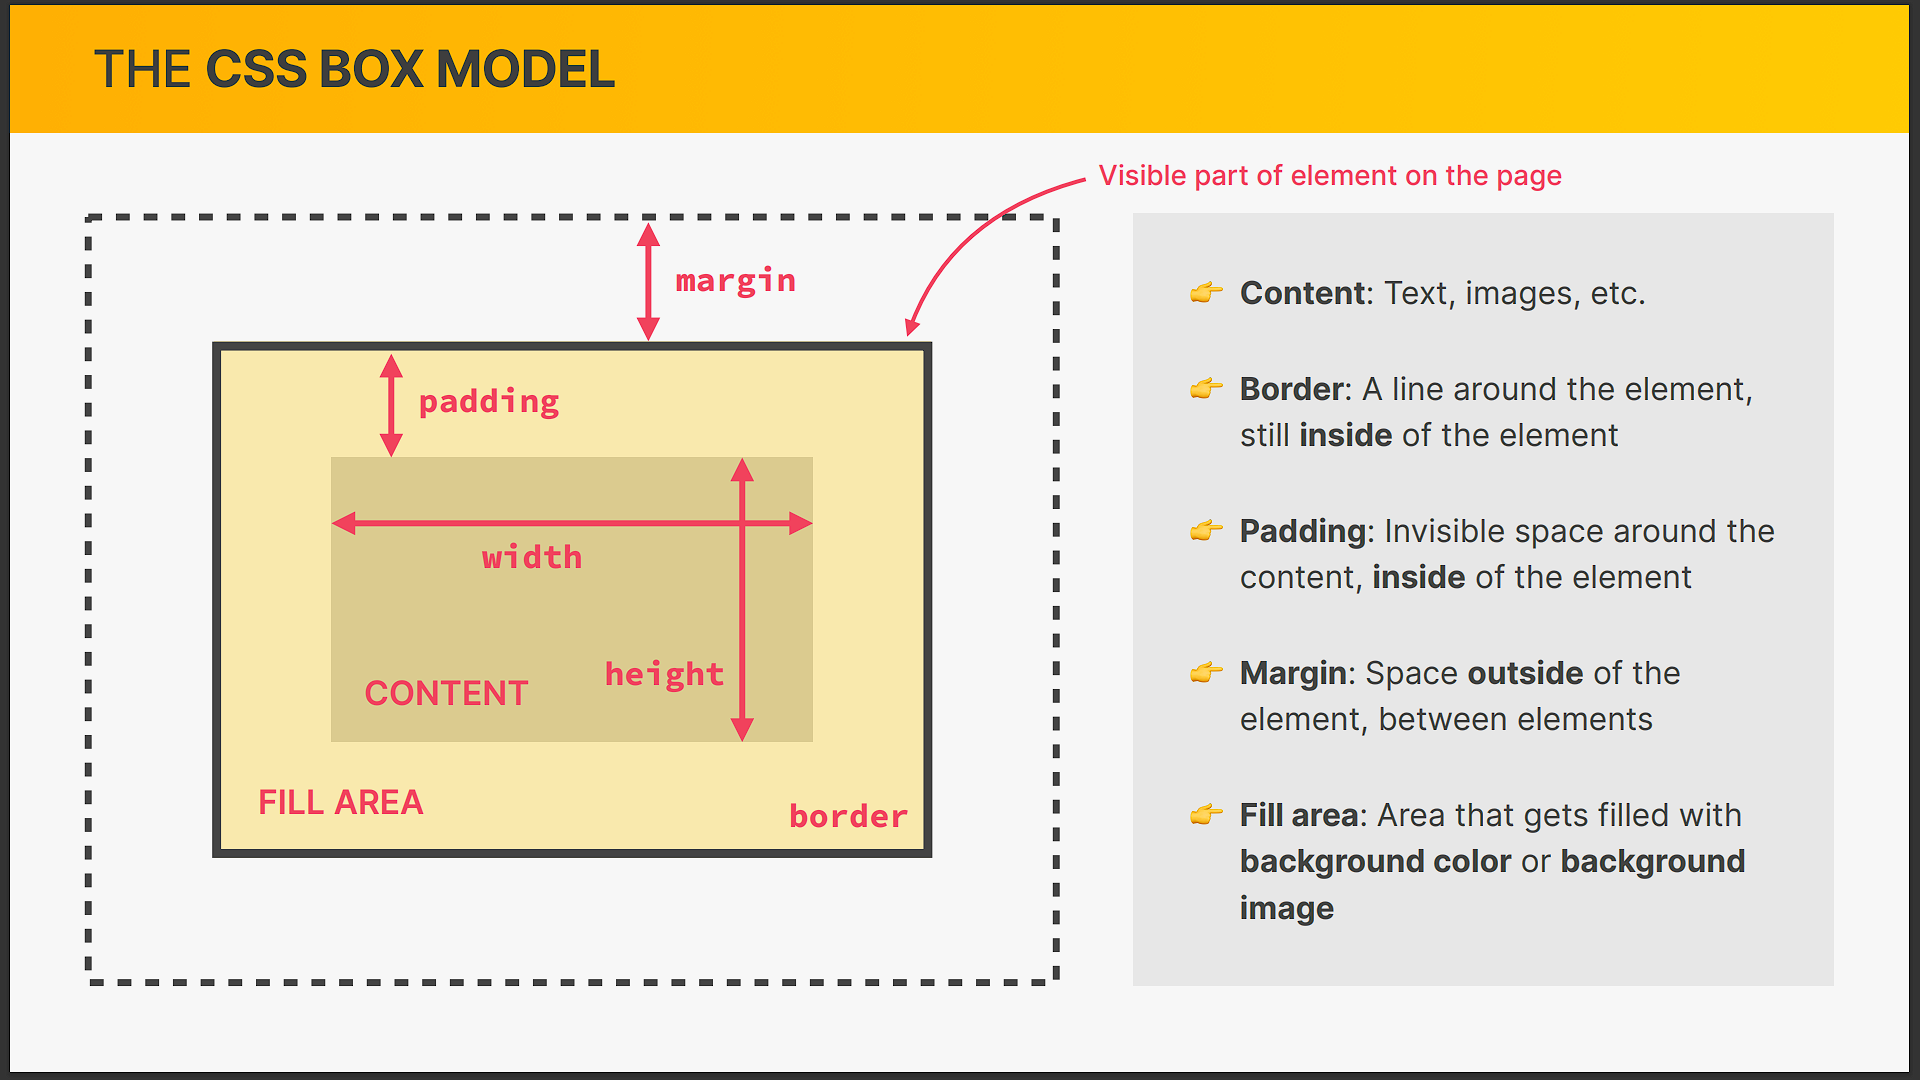 THE CSS BOX MODEL
Visible part of element on the page
margin
padding
width
height
CONTENT
FILL AREA
border
👉 Content: Text, images, etc.
👉 Border: A line around the element,
still inside of the element
👉 Padding: Invisible space around the
content, inside of the element
👉 Margin: Space outside of the
element, between elements
👉 Fill area: Area that gets filled with
background color or background
image